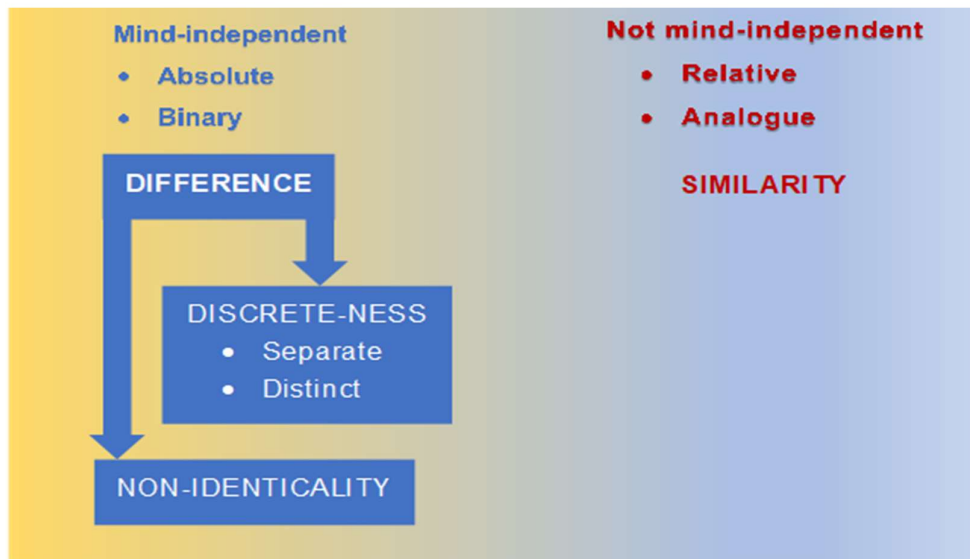 Mind-independent
• Absolute
• Binary
DIFFERENCE
DISCRETE-NESS
• Separate
• Distinct
NON-IDENTICALITY
Not mind-independent
• Relative
• Analogue
SIMILARITY